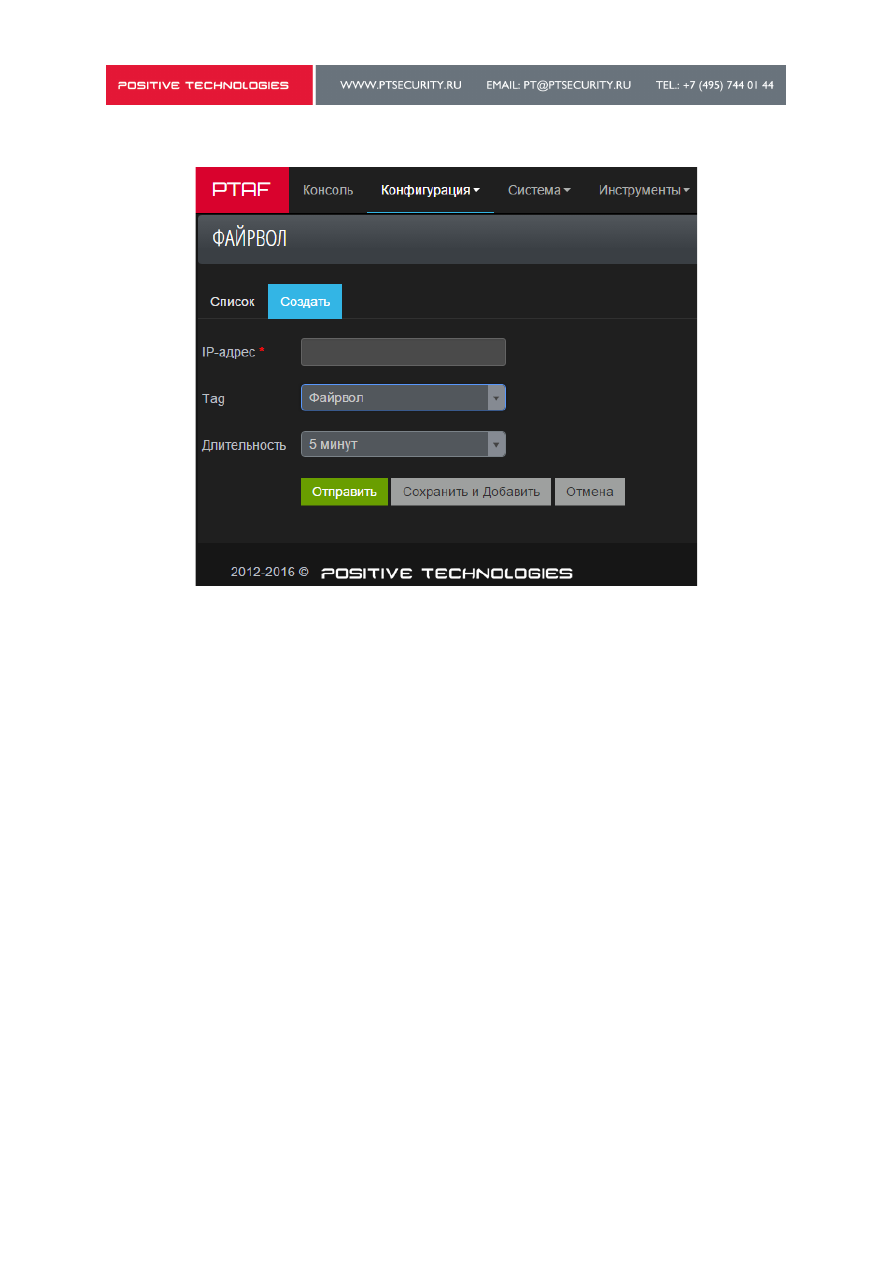 POSITIVE TECHNOLOGIES WWW.PTSECURITY.RU EMAIL: PT@PTSECURITY.RU TEL.: +7 (495) 744 01 44
PTAF Консоль Конфигурация Система Инструменты
ФАЙРВОЛ
Список Создать
IP-адрес *
Tag Файрвол
Длительность 5 минут
Отправить Сохранить и Добавить Отмена
2012-2016 © POSITIVE TECHNOLOGIES